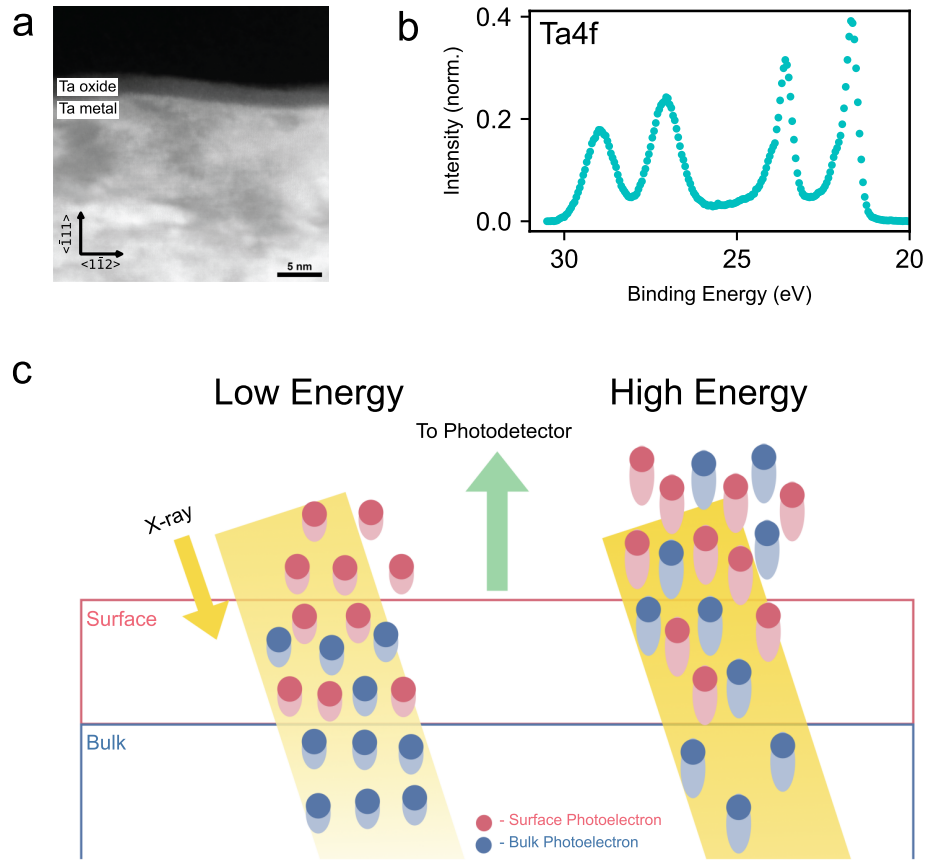 a
Ta oxide
Ta metal
<1̄11>
<11̄2>
5 nm
b
Ta4f
Intensity (norm.)
0.4
0.2
0.0
30
25
20
Binding Energy (eV)
c
Low Energy
High Energy
To Photodetector
X-ray
Surface
Bulk
- Surface Photoelectron
- Bulk Photoelectron